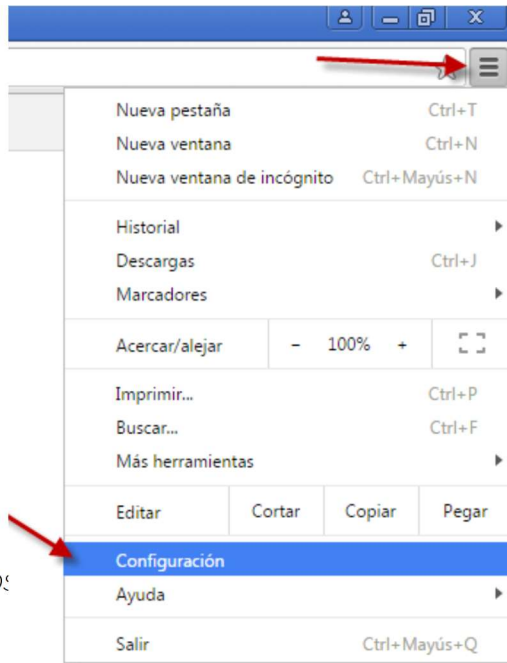 Nueva pestaña Ctrl+T
Nueva ventana Ctrl+N
Nueva ventana de incógnito Ctrl+Mayús+N
Historial
Descargas Ctrl+J
Marcadores
Acercar/alejar - 100% +
Imprimir... Ctrl+P
Buscar... Ctrl+F
Más herramientas
Editar Cortar Copiar Pegar
Configuración
Ayuda
Salir Ctrl+Mayús+Q